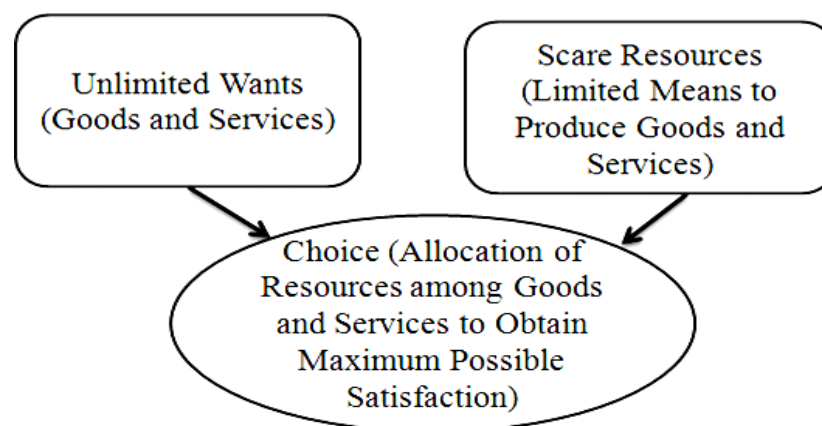 Unlimited Wants
(Goods and Services)
Scare Resources
(Limited Means to
Produce Goods and
Services)
Choice (Allocation of
Resources among Goods
and Services to Obtain
Maximum Possible
Satisfaction)